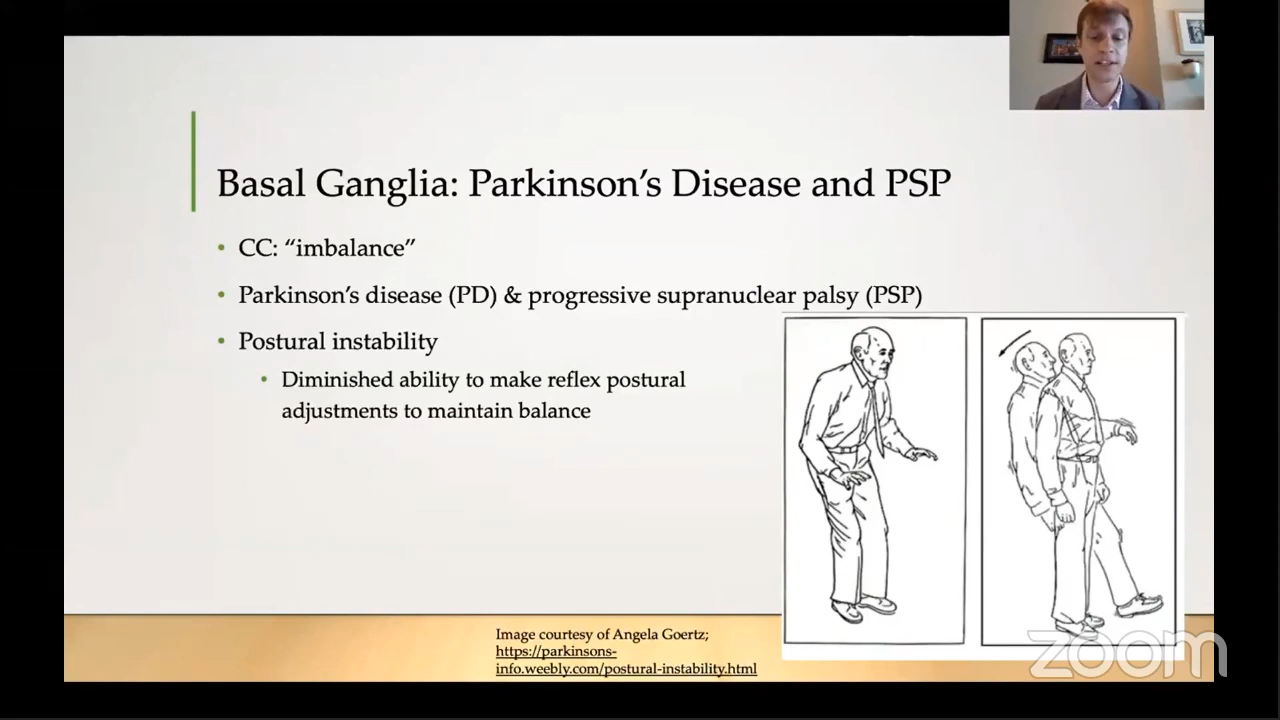 Basal Ganglia: Parkinson’s Disease and PSP
• CC: “imbalance”
• Parkinson’s disease (PD) & progressive supranuclear palsy (PSP)
• Postural instability
• Diminished ability to make reflex postural
adjustments to maintain balance
Image courtesy of Angela Goertz;
https://parkinsons-
info.weebly.com/postural-instability.html
zoom